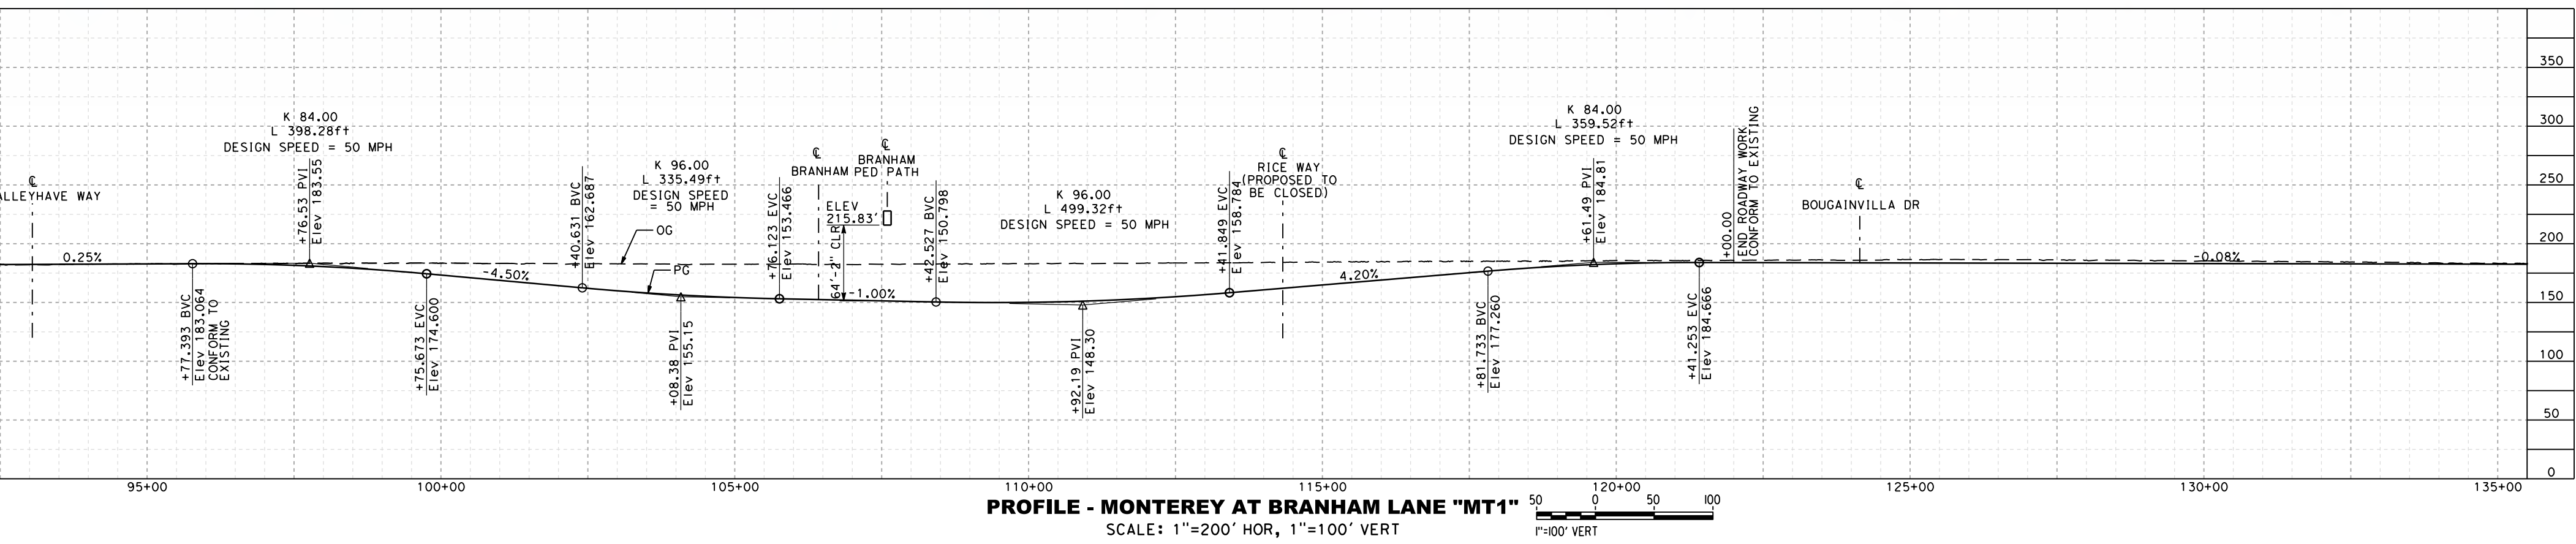 ℄
ALLEYHAVE WAY
0.25%
+77.393 BVC
Elev 183.064
CONFORM TO
EXISTING
K 84.00
L 398.28ft
DESIGN SPEED = 50 MPH
+76.53 PVI
Elev 183.55
+75.673 EVC
Elev 174.600
-4.50%
+40.631 BVC
Elev 162.687
K 96.00
L 335.49ft
DESIGN SPEED
= 50 MPH
OG
PG
+08.38 PVI
Elev 155.15
+76.123 EVC
Elev 153.466
℄
BRANHAM
℄
BRANHAM
PED PATH
ELEV
215.83'
64'-2" CLR
-1.00%
+42.527 BVC
Elev 150.798
K 96.00
L 499.32ft
DESIGN SPEED = 50 MPH
+92.19 PVI
Elev 148.30
+41.849 EVC
Elev 158.784
℄
RICE WAY
(PROPOSED TO
BE CLOSED)
4.20%
+81.733 BVC
Elev 177.260
K 84.00
L 359.52ft
DESIGN SPEED = 50 MPH
+61.49 PVI
Elev 184.81
+41.253 EVC
Elev 184.666
+00.00
END ROADWAY WORK
CONFORM TO EXISTING
℄
BOUGAINVILLA DR
-0.08%
350
300
250
200
150
100
50
0
95+00
100+00
105+00
110+00
115+00
120+00
125+00
130+00
135+00
PROFILE - MONTEREY AT BRANHAM LANE "MT1"
SCALE: 1"=200' HOR, 1"=100' VERT
50 0 50 100
1"=100' VERT